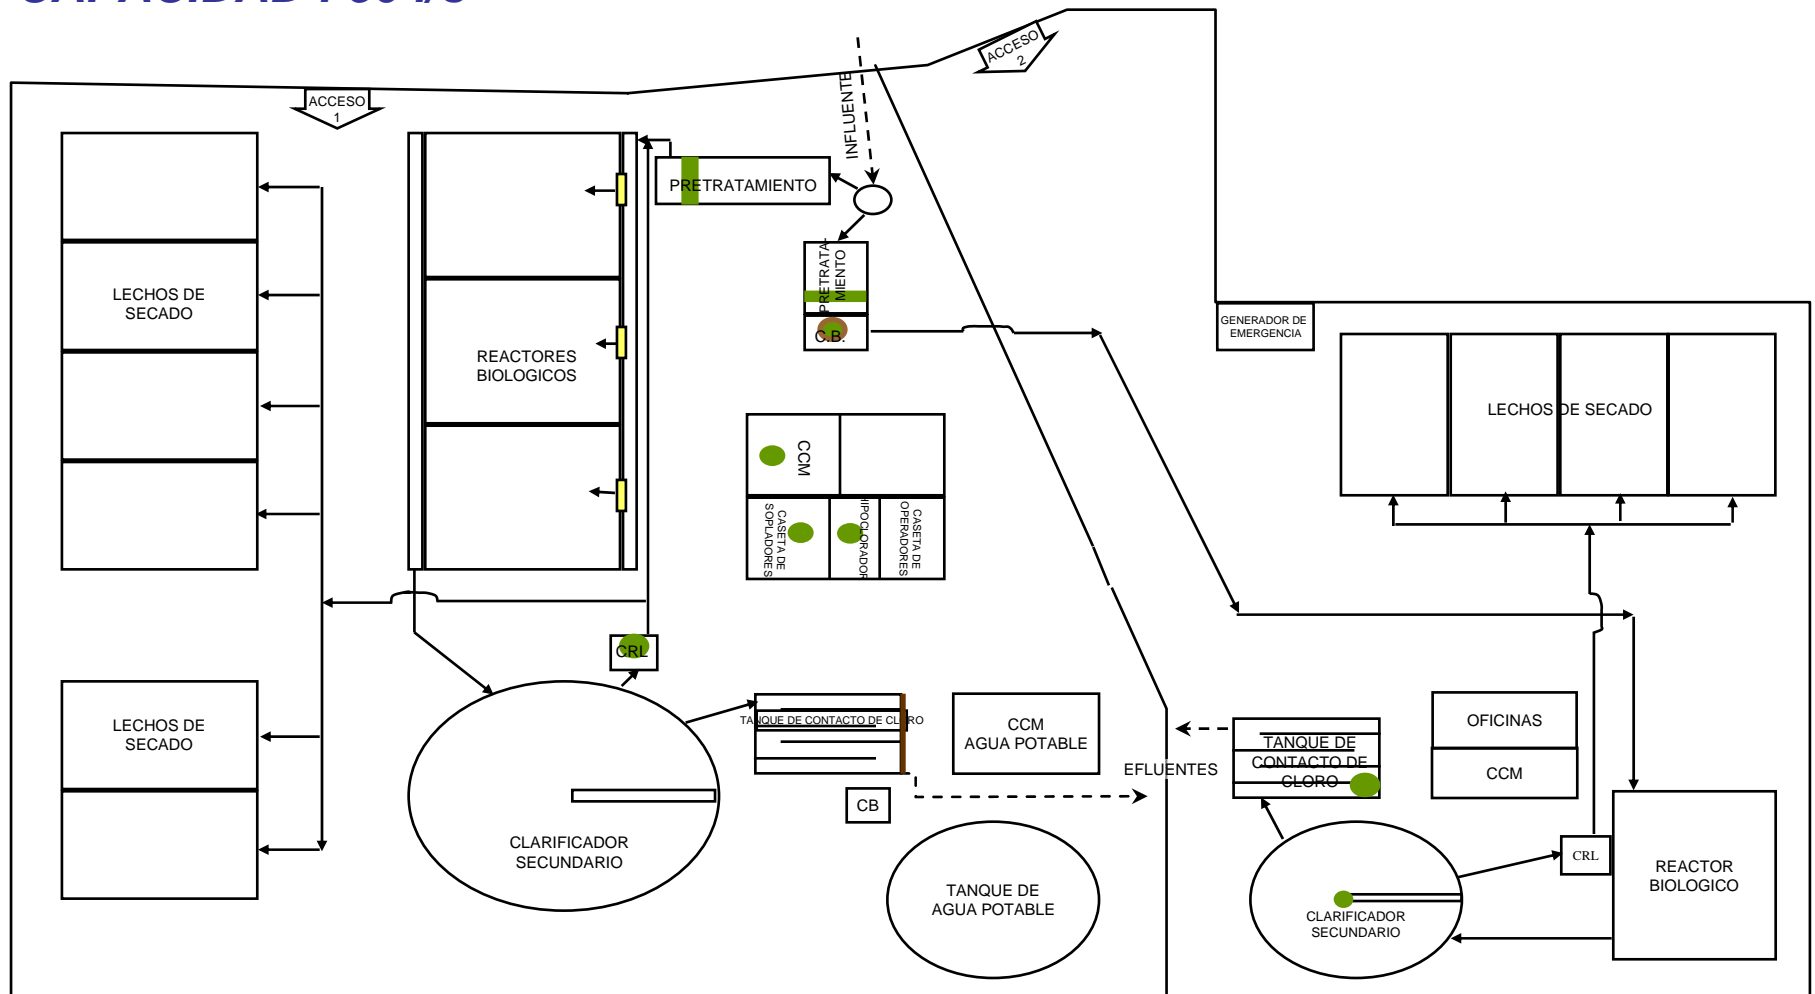 ACCESO
2
ACCESO
1
INFLUENTE
PRETRATAMIENTO
PRETRATA-
MIENTO
C.B.
LECHOS DE
SECADO
REACTORES
BIOLOGICOS
GENERADOR DE
EMERGENCIA
LECHOS DE SECADO
CCM
CASETA DE
SOPLADORES
HIPOCLORADOR
CASETA DE
OPERADORES
CRL
LECHOS DE
SECADO
TANQUE DE CONTACTO DE CLORO
CCM
AGUA POTABLE
EFLUENTES
TANQUE DE
CONTACTO DE
CLORO
OFICINAS
CCM
CB
CLARIFICADOR
SECUNDARIO
TANQUE DE
AGUA POTABLE
CLARIFICADOR
SECUNDARIO
CRL
REACTOR
BIOLOGICO